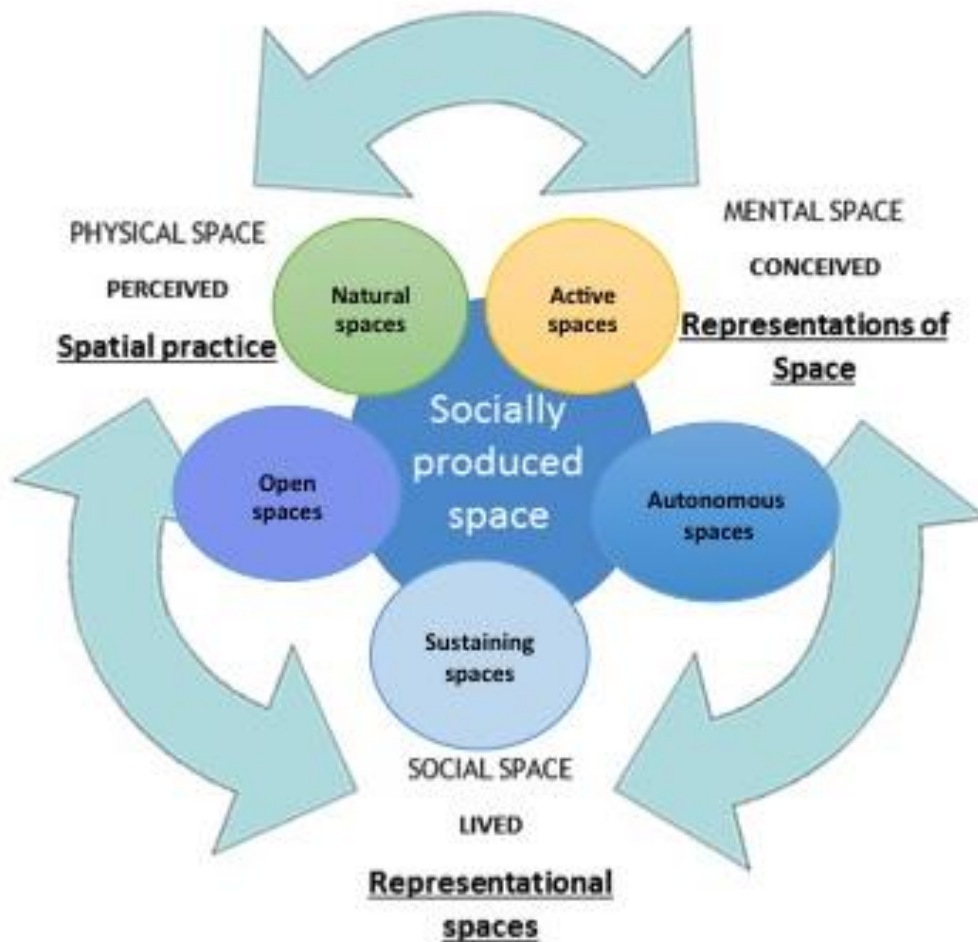 PHYSICAL SPACE
PERCEIVED
Spatial practice
MENTAL SPACE
CONCEIVED
Representations of
Space
Natural
spaces
Active
spaces
Socially
produced
space
Open
spaces
Autonomous
spaces
Sustaining
spaces
SOCIAL SPACE
LIVED
Representational
spaces